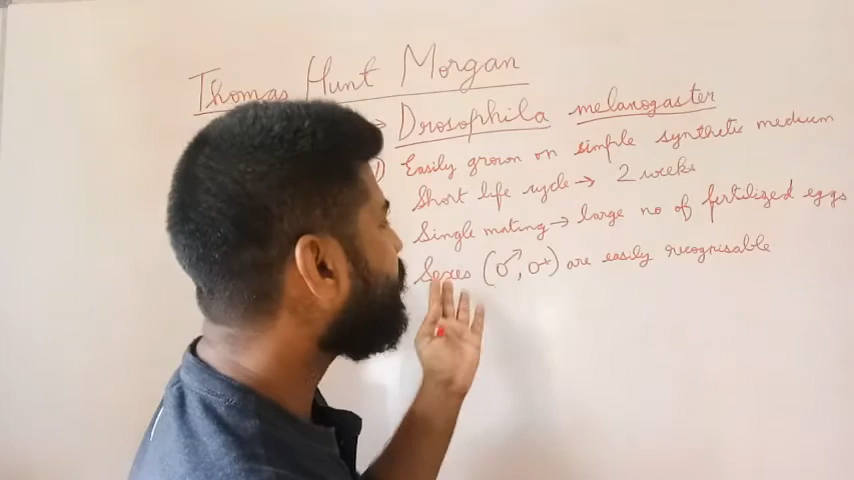 Thomas Hunt Morgan
→ Drosophila melanogaster
) Easily grown on simple synthetic medium
Short life cycle → 2 weeks
Single mating → large no of fertilized eggs
Sexes (♂, ♀) are easily recognisable